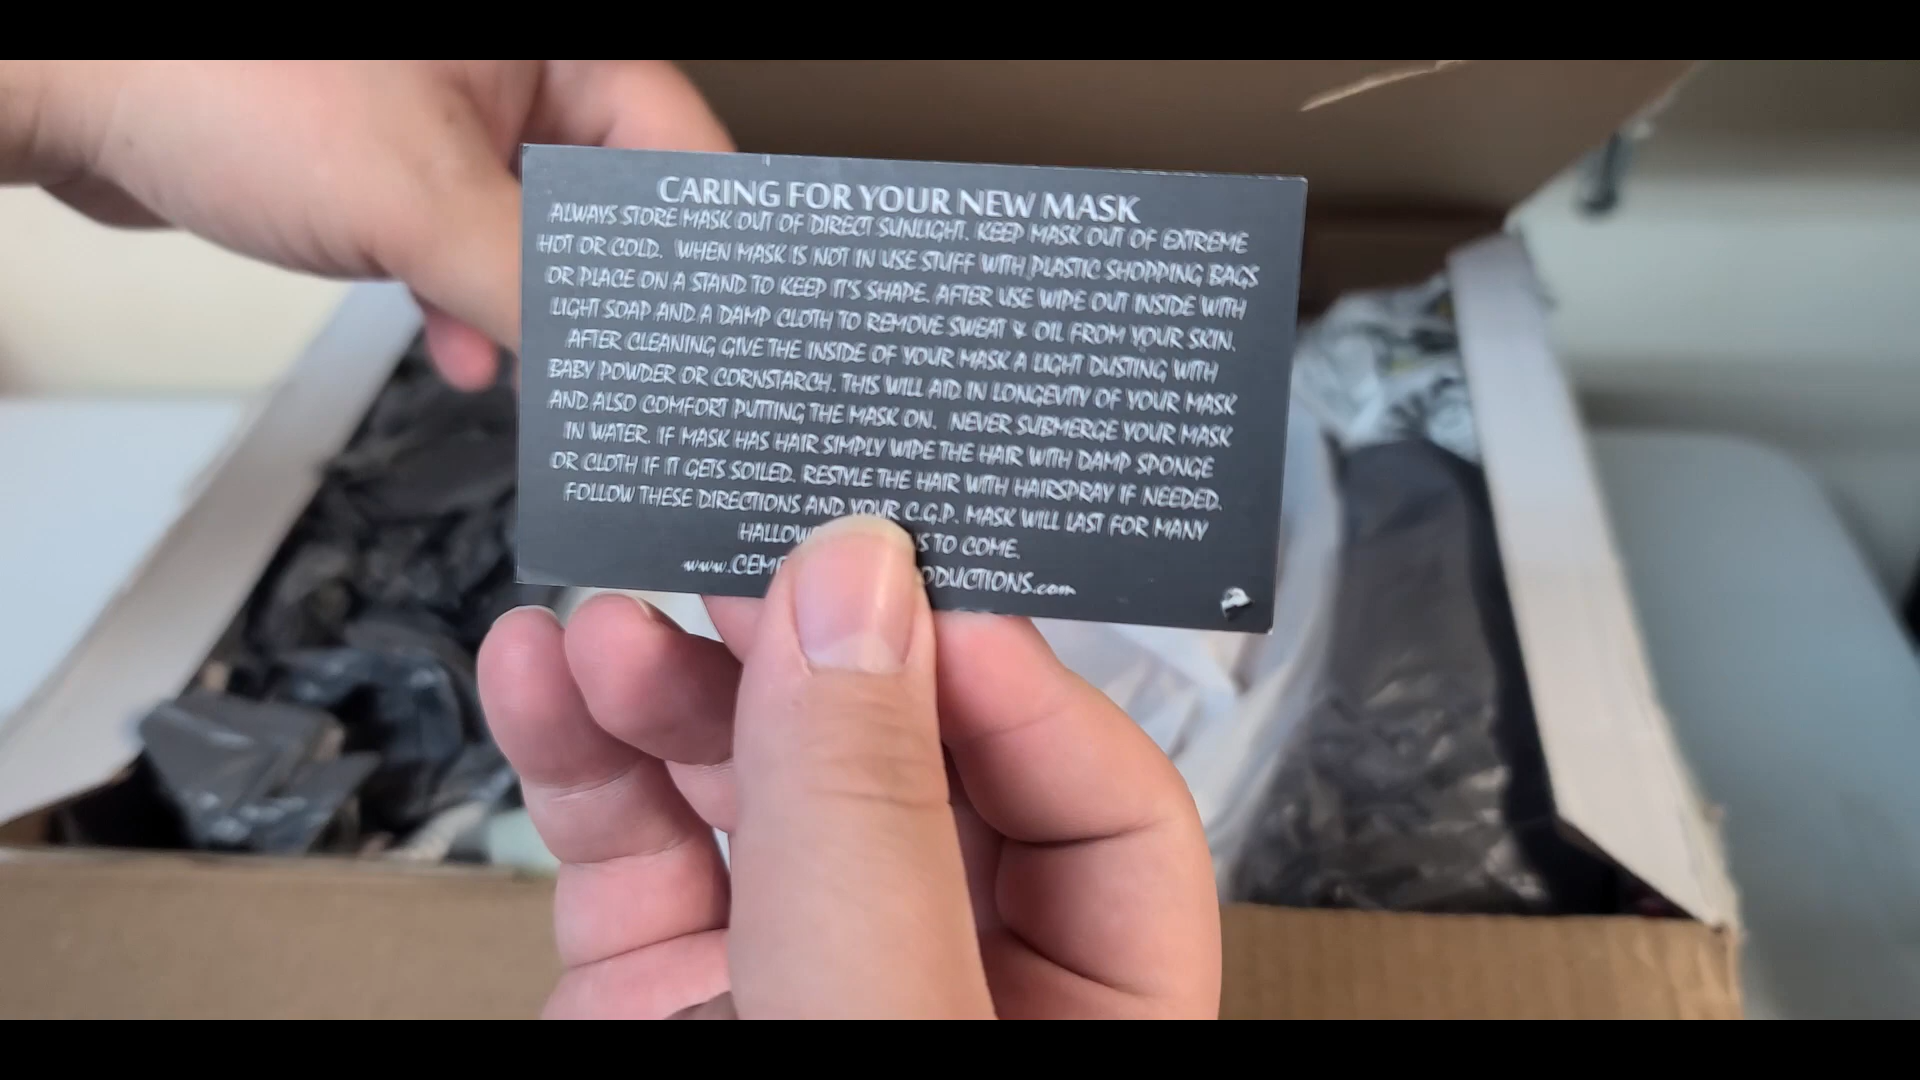 CARING FOR YOUR NEW MASK
ALWAYS STORE MASK OUT OF DIRECT SUNLIGHT. KEEP MASK OUT OF EXTREME
HOT OR COLD. WHEN MASK IS NOT IN USE STUFF WITH PLASTIC SHOPPING BAGS
OR PLACE ON A STAND TO KEEP IT'S SHAPE. AFTER USE WIPE OUT INSIDE WITH
LIGHT SOAP AND A DAMP CLOTH TO REMOVE SWEAT & OIL FROM YOUR SKIN.
AFTER CLEANING GIVE THE INSIDE OF YOUR MASK A LIGHT DUSTING WITH
BABY POWDER OR CORNSTARCH. THIS WILL AID IN LONGEVITY OF YOUR MASK
AND ALSO COMFORT PUTTING THE MASK ON. NEVER SUBMERGE YOUR MASK
IN WATER. IF MASK HAS HAIR SIMPLY WIPE THE HAIR WITH DAMP SPONGE
OR CLOTH IF IT GETS SOILED. RESTYLE THE HAIR WITH HAIRSPRAY IF NEEDED.
FOLLOW THESE DIRECTIONS AND YOUR C.G.P. MASK WILL LAST FOR MANY
TO COME.